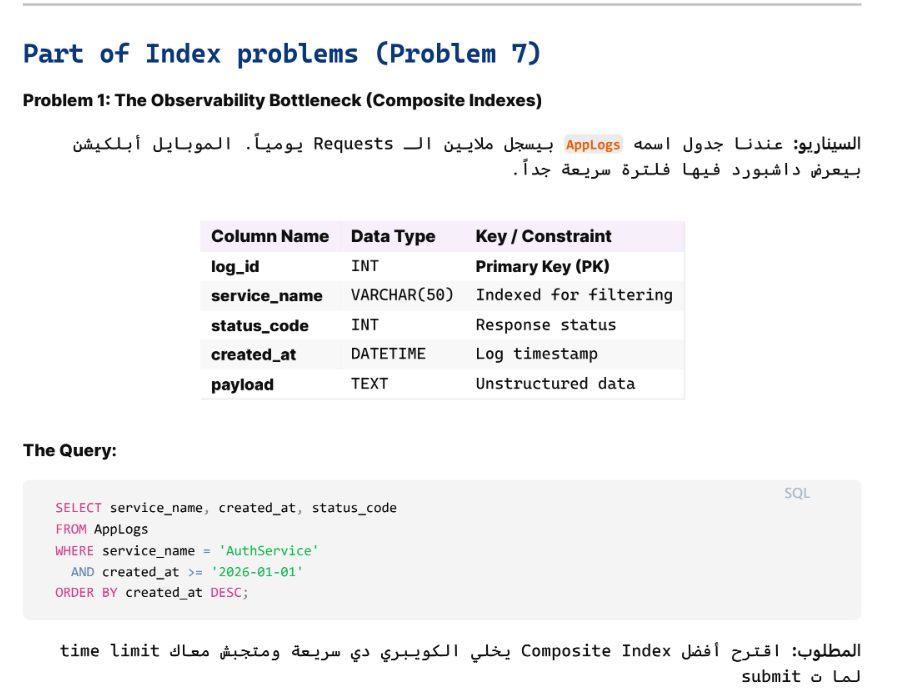 Part of Index problems (Problem 7)
Problem 1: The Observability Bottleneck (Composite Indexes)
السيناريو: عندنا جدول اسمه AppLogs بيسجل ملايين الـ Requests يومياً. الموبايل أبلكيشن
بيعرض داشبورد فيها فلترة سريعة جداً.
Column Name Data Type Key / Constraint
log_id INT Primary Key (PK)
service_name VARCHAR(50) Indexed for filtering
status_code INT Response status
created_at DATETIME Log timestamp
payload TEXT Unstructured data
The Query:
SQL
SELECT service_name, created_at, status_code
FROM AppLogs
WHERE service_name = 'AuthService'
AND created_at >= '2026-01-01'
ORDER BY created_at DESC;
المطلوب: اقترح أفضل Composite Index يخلي الكويبري دي سريعة ومتجبش معاك time limit
لما ت submit